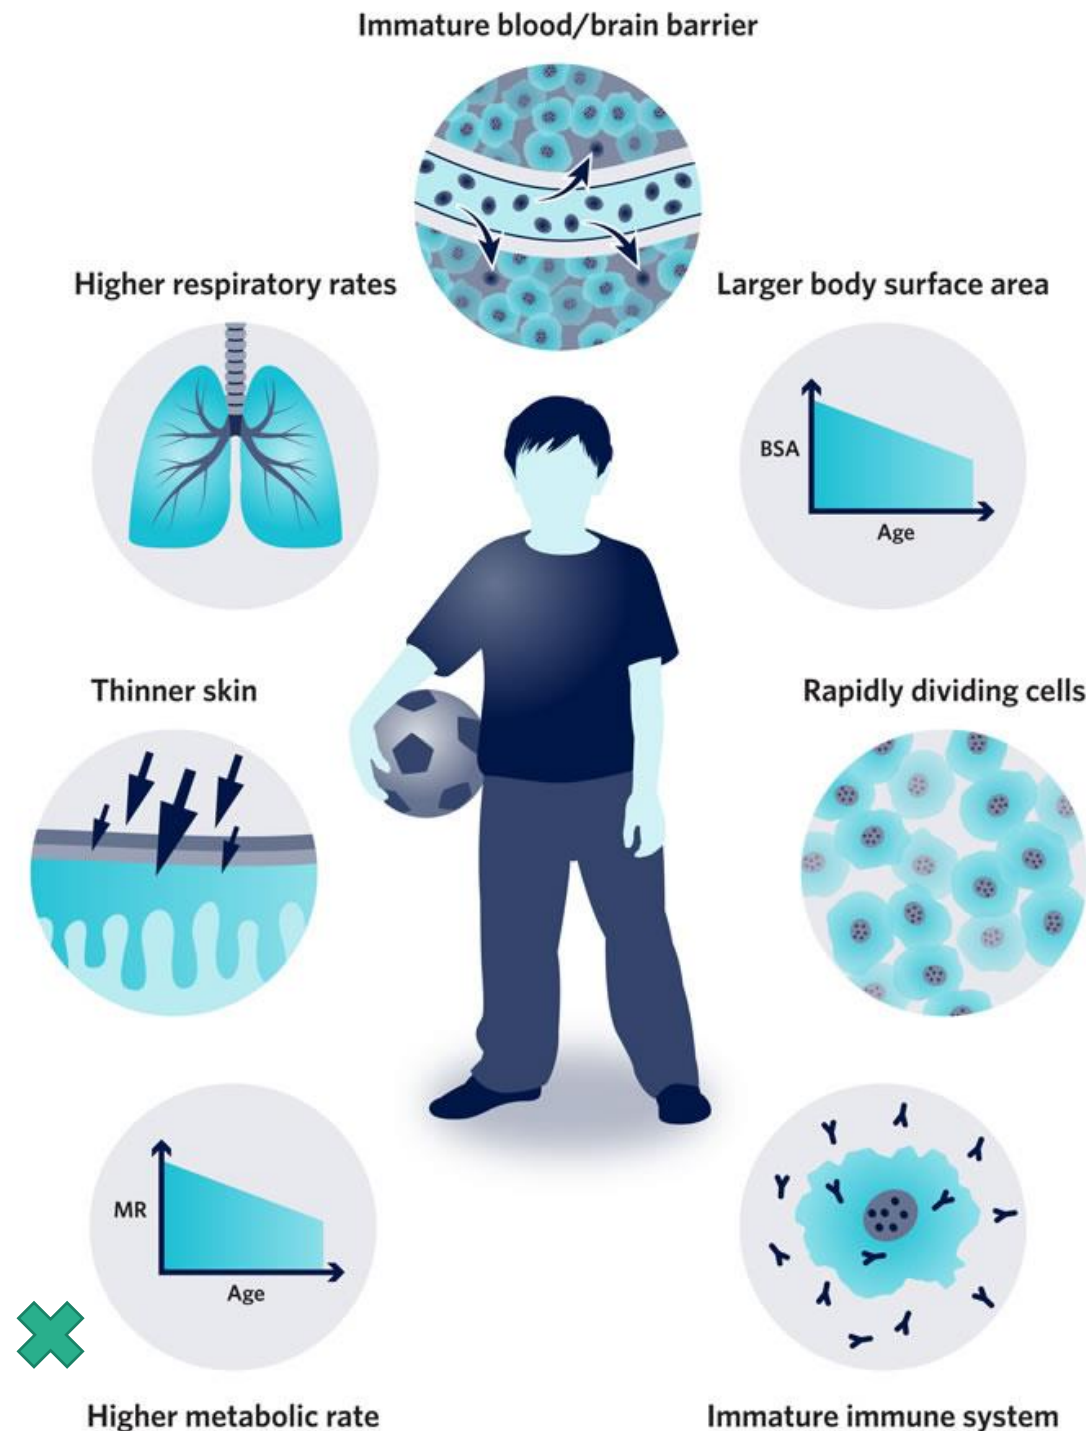 Immature blood/brain barrier
Higher respiratory rates
Larger body surface area
BSA
Age
Thinner skin
Rapidly dividing cells
MR
Age
Higher metabolic rate
Immature immune system